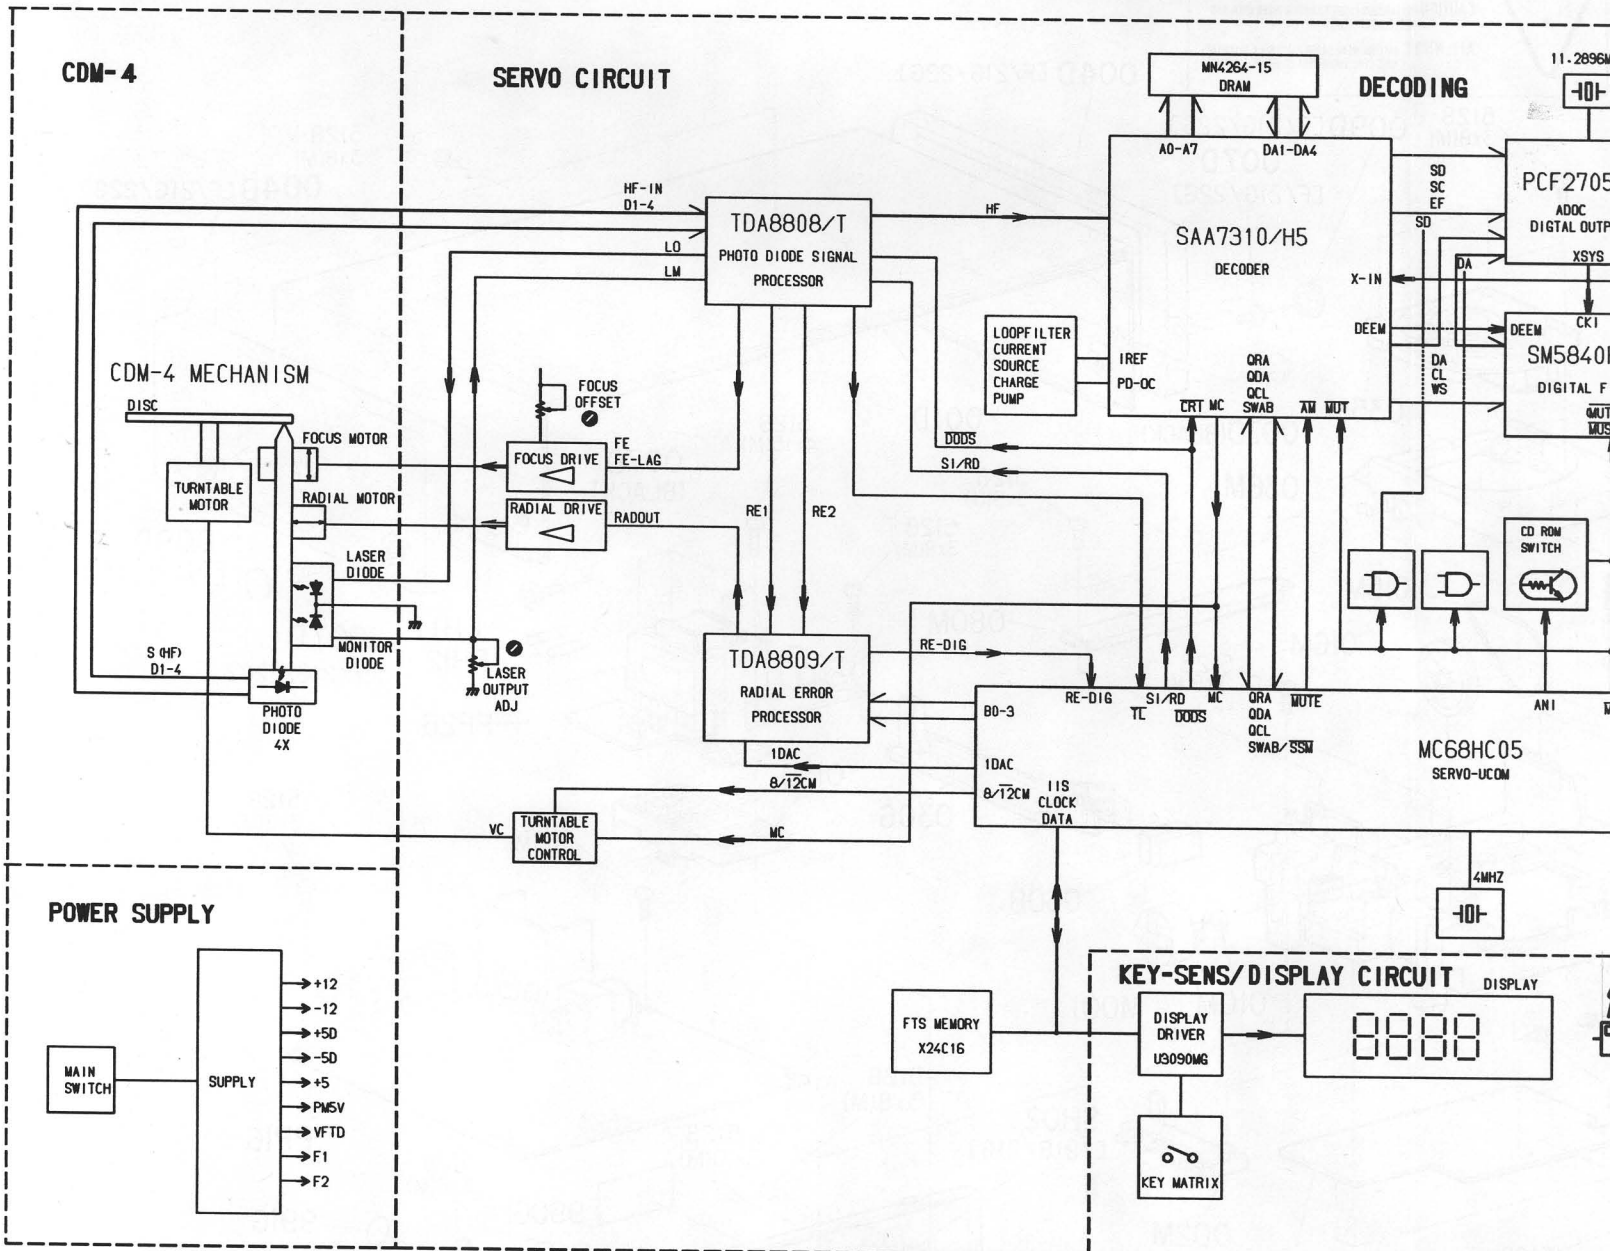 CDM-4
SERVO CIRCUIT
MN4264-15
DRAM
DECODING
11.2896M
A0-A7
DA1-DA4
SD
SC
EF
SD
PCF2705
ADOC
DIGTAL OUTP
XSYS
HF-IN
D1-4
TDA8808/T
PHOTO DIODE SIGNAL
PROCESSOR
HF
SAA7310/H5
DECODER
LO
LM
DA
X-IN
DEEM
DEEM
CKI
SM5840
DIGITAL F
MUT
MUS
LOOPFILTER
CURRENT
SOURCE
CHARGE
PUMP
IREF
PD-OC
QRA
QDA
QCL
SWAB
CRT
MC
AM
MUT
DA
CL
WS
CDM-4 MECHANISM
DISC
FOCUS MOTOR
TURNTABLE
MOTOR
RADIAL MOTOR
LASER
DIODE
MONITOR
DIODE
S (HF)
D1-4
PHOTO
DIODE
4X
FOCUS
OFFSET
FOCUS DRIVE
FE
FE-LAG
RADIAL DRIVE
RADOUT
RE1
RE2
DODS
SI/RD
CD ROM
SWITCH
LASER
OUTPUT
ADJ
TDA8809/T
RADIAL ERROR
PROCESSOR
RE-DIG
B0-3
RE-DIG
TL
SI/RD
DODS
MC
QRA
QDA
QCL
SWAB/SSM
MUTE
ANI
MC68HC05
SERVO-UCOM
1DAC
1DAC
8/12CM
8/12CM
IIS
CLOCK
DATA
VC
TURNTABLE
MOTOR
CONTROL
MC
4MHZ
POWER SUPPLY
MAIN
SWITCH
SUPPLY
+12
-12
+5D
-5D
+5
PM5V
VFTD
F1
F2
KEY-SENS/DISPLAY CIRCUIT
DISPLAY
FTS MEMORY
X24C16
DISPLAY
DRIVER
U3090MG
8888
KEY MATRIX